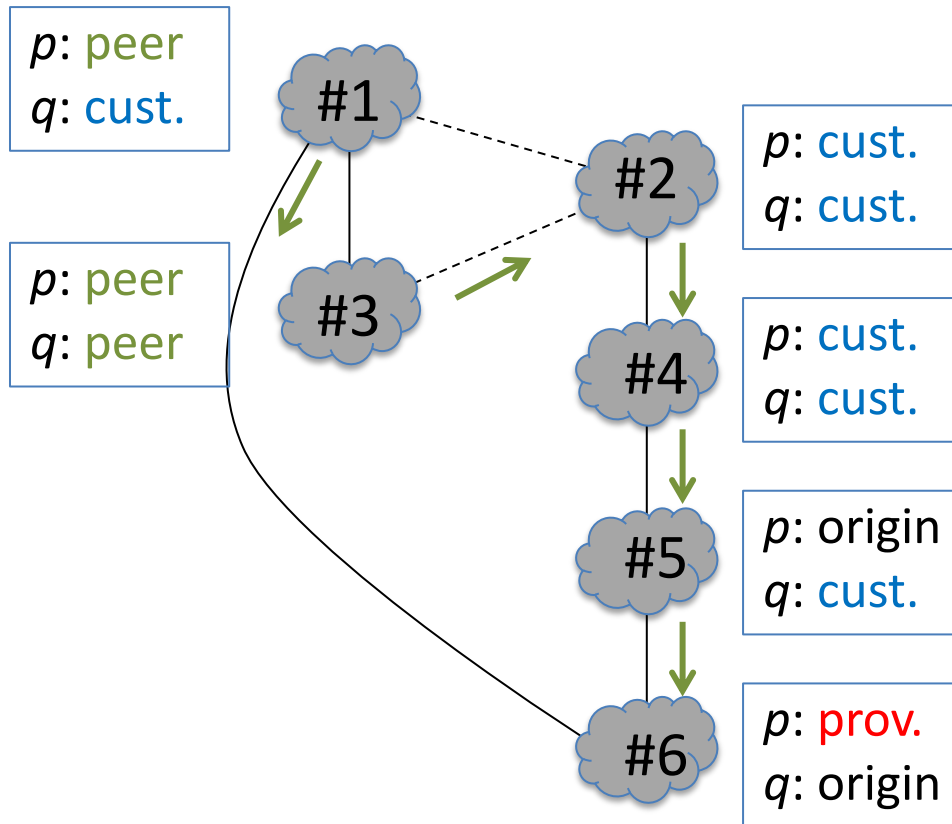 p: peer
q: cust.
#1
#2
p: cust.
q: cust.
p: peer
q: peer
#3
p: cust.
q: cust.
#4
p: origin
q: cust.
#5
p: prov.
q: origin
#6